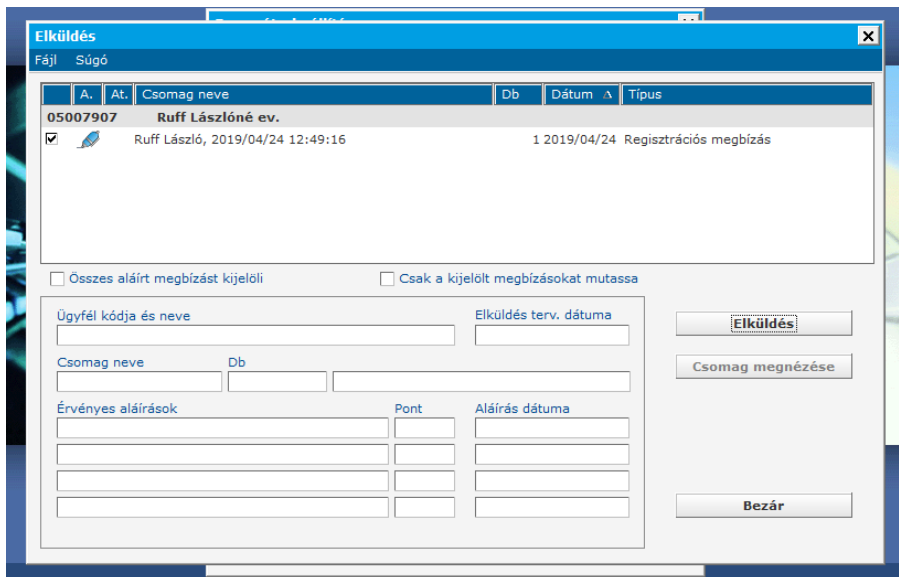 Elküldés
Fájl Súgó
A. At. Csomag neve Db Dátum Típus
05007907 Ruff Lászlóné ev.
Ruff László, 2019/04/24 12:49:16 1 2019/04/24 Regisztrációs megbízás
Összes aláírt megbízást kijelöli Csak a kijelölt megbízásokat mutassa
Ügyfél kódja és neve Elküldés terv. dátuma
Elküldés
Csomag neve Db
Csomag megnézése
Érvényes aláírások Pont Aláírás dátuma
Bezár